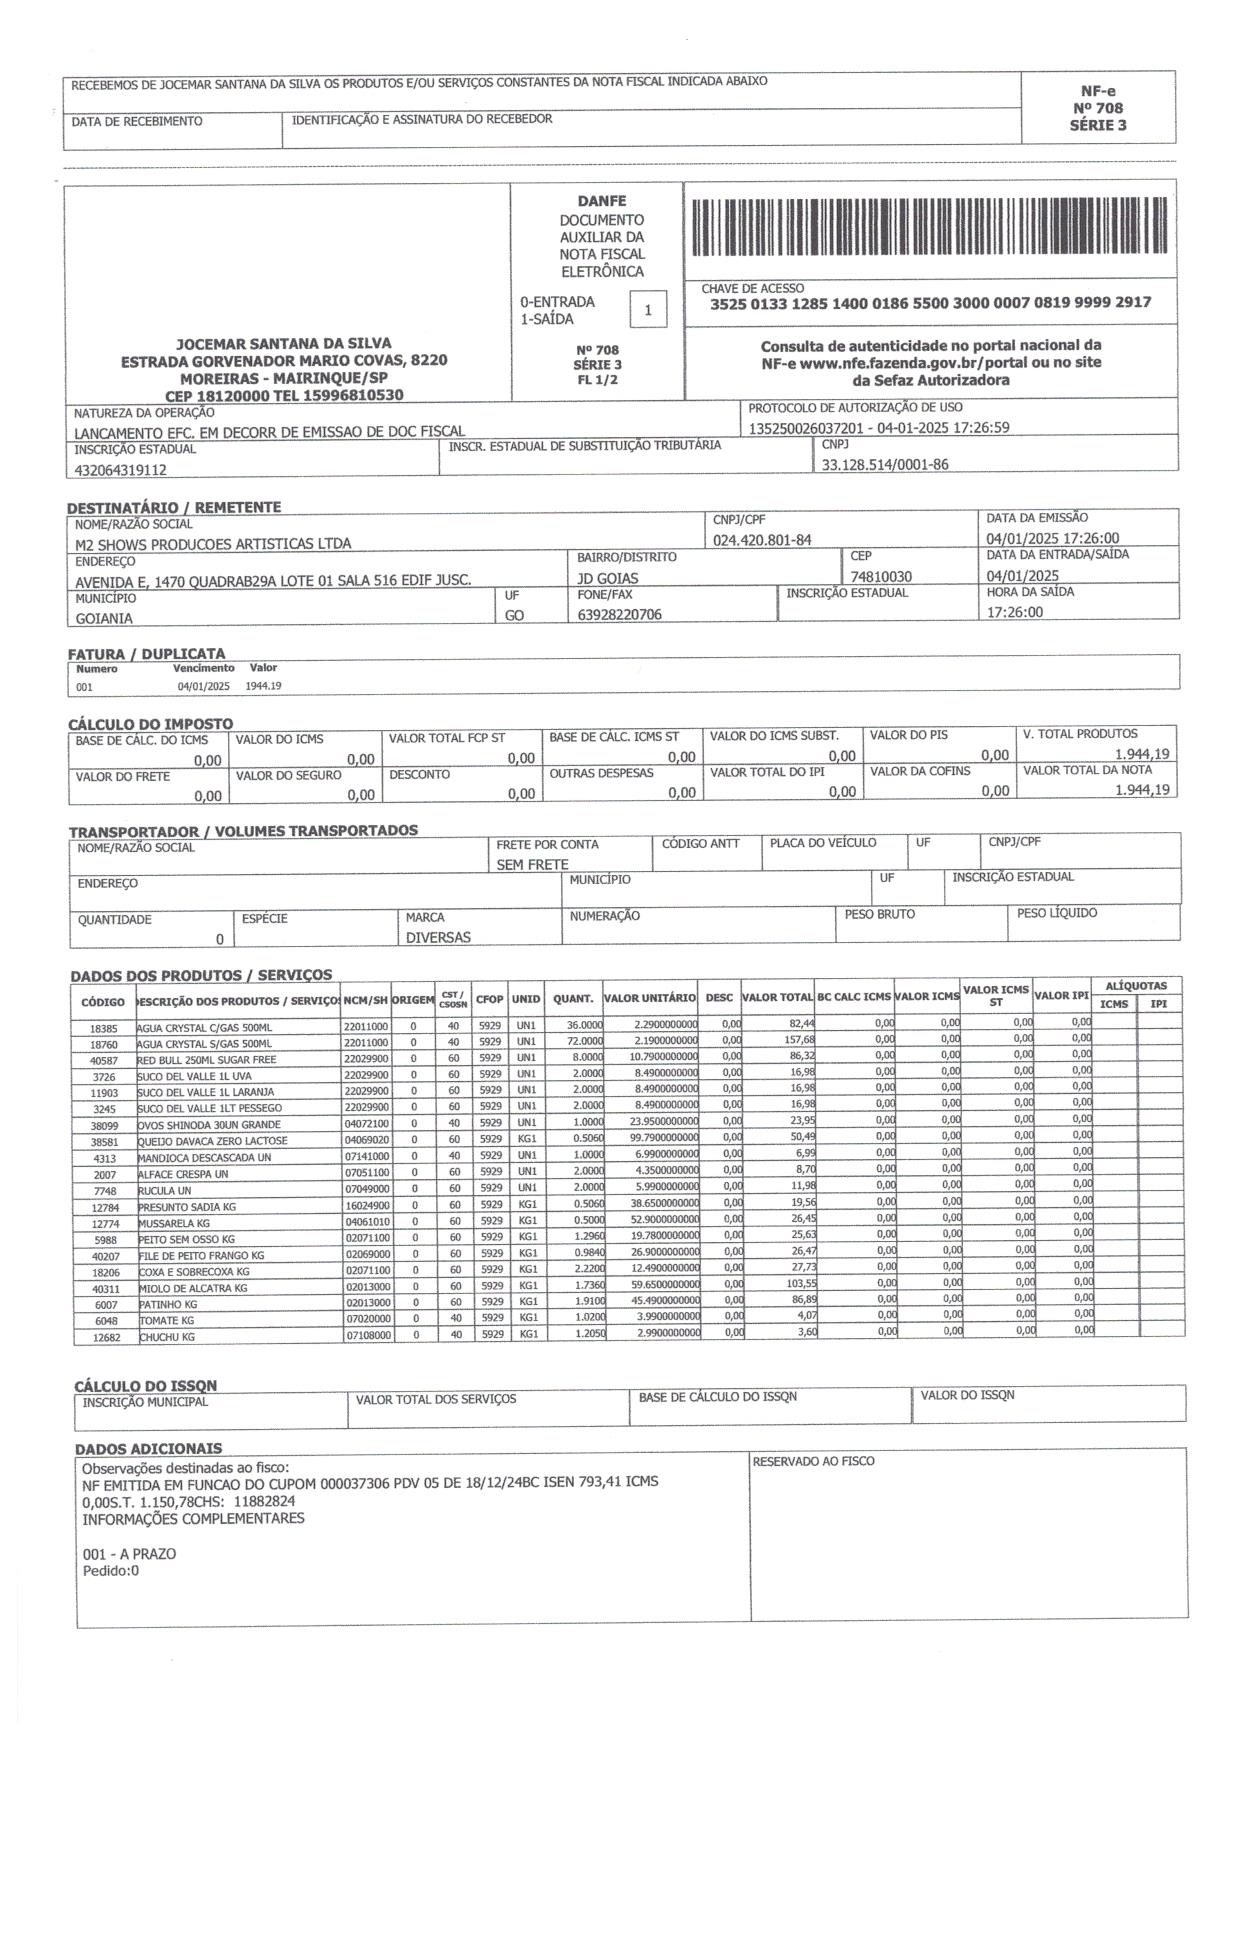 RECEBEMOS DE JOCEMAR SANTANA DA SILVA OS PRODUTOS E/OU SERVIÇOS CONSTANTES DA NOTA FISCAL INDICADA ABAIXO
NF-e
Nº 708
SÉRIE 3
DATA DE RECEBIMENTO IDENTIFICAÇÃO E ASSINATURA DO RECEBEDOR
JOCEMAR SANTANA DA SILVA
ESTRADA GORVENADOR MARIO COVAS, 8220
MOREIRAS - MAIRINQUE/SP
CEP 18120000 TEL 15996810530
DANFE
DOCUMENTO
AUXILIAR DA
NOTA FISCAL
ELETRÔNICA
0-ENTRADA
1-SAÍDA
1
Nº 708
SÉRIE 3
FL 1/2
CHAVE DE ACESSO
3525 0133 1285 1400 0186 5500 3000 0007 0819 9999 2917
Consulta de autenticidade no portal nacional da
NF-e www.nfe.fazenda.gov.br/portal ou no site
da Sefaz Autorizadora
NATUREZA DA OPERAÇÃO PROTOCOLO DE AUTORIZAÇÃO DE USO
LANCAMENTO EFC. EM DECORR DE EMISSAO DE DOC FISCAL 135250026037201 - 04-01-2025 17:26:59
INSCRIÇÃO ESTADUAL INSCR. ESTADUAL DE SUBSTITUIÇÃO TRIBUTÁRIA CNPJ
432064319112 33.128.514/0001-86
DESTINATÁRIO / REMETENTE
NOME/RAZÃO SOCIAL CNPJ/CPF DATA DA EMISSÃO
M2 SHOWS PRODUCOES ARTISTICAS LTDA 024.420.801-84 04/01/2025 17:26:00
ENDEREÇO BAIRRO/DISTRITO CEP DATA DA ENTRADA/SAÍDA
AVENIDA E, 1470 QUADRAB29A LOTE 01 SALA 516 EDIF JUSC. JD GOIAS 74810030 04/01/2025
MUNICÍPIO UF FONE/FAX INSCRIÇÃO ESTADUAL HORA DA SAÍDA
GOIANIA GO 63928220706 17:26:00
FATURA / DUPLICATA
Numero Vencimento Valor
001 04/01/2025 1944.19
CÁLCULO DO IMPOSTO
BASE DE CÁLC. DO ICMS VALOR DO ICMS VALOR TOTAL FCP ST BASE DE CÁLC. ICMS ST VALOR DO ICMS SUBST. VALOR DO PIS V. TOTAL PRODUTOS
0,00 0,00 0,00 0,00 0,00 0,00 1.944,19
VALOR DO FRETE VALOR DO SEGURO DESCONTO OUTRAS DESPESAS VALOR TOTAL DO IPI VALOR DA COFINS VALOR TOTAL DA NOTA
0,00 0,00 0,00 0,00 0,00 0,00 1.944,19
TRANSPORTADOR / VOLUMES TRANSPORTADOS
NOME/RAZÃO SOCIAL FRETE POR CONTA CÓDIGO ANTT PLACA DO VEÍCULO UF CNPJ/CPF
SEM FRETE
ENDEREÇO MUNICÍPIO UF INSCRIÇÃO ESTADUAL
QUANTIDADE ESPÉCIE MARCA NUMERAÇÃO PESO BRUTO PESO LÍQUIDO
0 DIVERSAS
DADOS DOS PRODUTOS / SERVIÇOS
CÓDIGO DESCRIÇÃO DOS PRODUTOS / SERVIÇO NCM/SH ORIGEM CST / CSOSN CFOP UNID QUANT. VALOR UNITÁRIO DESC VALOR TOTAL BC CALC ICMS VALOR ICMS VALOR ICMS ST VALOR IPI ALÍQUOTAS ICMS IPI
18385 AGUA CRYSTAL C/GAS 500ML 22011000 0 40 5929 UN1 36.0000 2.2900000000 0,00 82,44 0,00 0,00 0,00 0,00
18760 AGUA CRYSTAL S/GAS 500ML 22011000 0 40 5929 UN1 72.0000 2.1900000000 0,00 157,68 0,00 0,00 0,00 0,00
40587 RED BULL 250ML SUGAR FREE 22029900 0 60 5929 UN1 8.0000 10.7900000000 0,00 86,32 0,00 0,00 0,00 0,00
3726 SUCO DEL VALLE 1L UVA 22029900 0 60 5929 UN1 2.0000 8.4900000000 0,00 16,98 0,00 0,00 0,00 0,00
11903 SUCO DEL VALLE 1L LARANJA 22029900 0 60 5929 UN1 2.0000 8.4900000000 0,00 16,98 0,00 0,00 0,00 0,00
3245 SUCO DEL VALLE 1LT PESSEGO 22029900 0 60 5929 UN1 2.0000 8.4900000000 0,00 16,98 0,00 0,00 0,00 0,00
38099 OVOS SHINODA 30UN GRANDE 04072100 0 40 5929 UN1 1.0000 23.9500000000 0,00 23,95 0,00 0,00 0,00 0,00
38581 QUEIJO DAVACA ZERO LACTOSE 04069020 0 60 5929 KG1 0.5060 99.7900000000 0,00 50,49 0,00 0,00 0,00 0,00
4313 MANDIOCA DESCASCADA UN 07141000 0 40 5929 UN1 1.0000 6.9900000000 0,00 6,99 0,00 0,00 0,00 0,00
2007 ALFACE CRESPA UN 07051100 0 60 5929 UN1 2.0000 4.3500000000 0,00 8,70 0,00 0,00 0,00 0,00
7748 RUCULA UN 07049000 0 60 5929 UN1 2.0000 5.9900000000 0,00 11,98 0,00 0,00 0,00 0,00
12784 PRESUNTO SADIA KG 16024900 0 60 5929 KG1 0.5060 38.6500000000 0,00 19,56 0,00 0,00 0,00 0,00
12774 MUSSARELA KG 04061010 0 60 5929 KG1 0.5000 52.9000000000 0,00 26,45 0,00 0,00 0,00 0,00
5988 PEITO SEM OSSO KG 02071100 0 60 5929 KG1 1.2960 19.7800000000 0,00 25,63 0,00 0,00 0,00 0,00
40207 FILE DE PEITO FRANGO KG 02069000 0 60 5929 KG1 0.9840 26.9000000000 0,00 26,47 0,00 0,00 0,00 0,00
18206 COXA E SOBRECOXA KG 02071100 0 60 5929 KG1 2.2200 12.4900000000 0,00 27,73 0,00 0,00 0,00 0,00
40311 MIOLO DE ALCATRA KG 02013000 0 60 5929 KG1 1.7360 59.6500000000 0,00 103,55 0,00 0,00 0,00 0,00
6007 PATINHO KG 02013000 0 60 5929 KG1 1.9100 45.4900000000 0,00 86,89 0,00 0,00 0,00 0,00
6048 TOMATE KG 07020000 0 40 5929 KG1 1.0200 3.9900000000 0,00 4,07 0,00 0,00 0,00 0,00
12682 CHUCHU KG 07108000 0 40 5929 KG1 1.2050 2.9900000000 0,00 3,60 0,00 0,00 0,00 0,00
CÁLCULO DO ISSQN
INSCRIÇÃO MUNICIPAL VALOR TOTAL DOS SERVIÇOS BASE DE CÁLCULO DO ISSQN VALOR DO ISSQN
DADOS ADICIONAIS
Observações destinadas ao fisco: RESERVADO AO FISCO
NF EMITIDA EM FUNCAO DO CUPOM 000037306 PDV 05 DE 18/12/24BC ISEN 793,41 ICMS
0,00S.T. 1.150,78CHS: 11882824
INFORMAÇÕES COMPLEMENTARES
001 - A PRAZO
Pedido:0